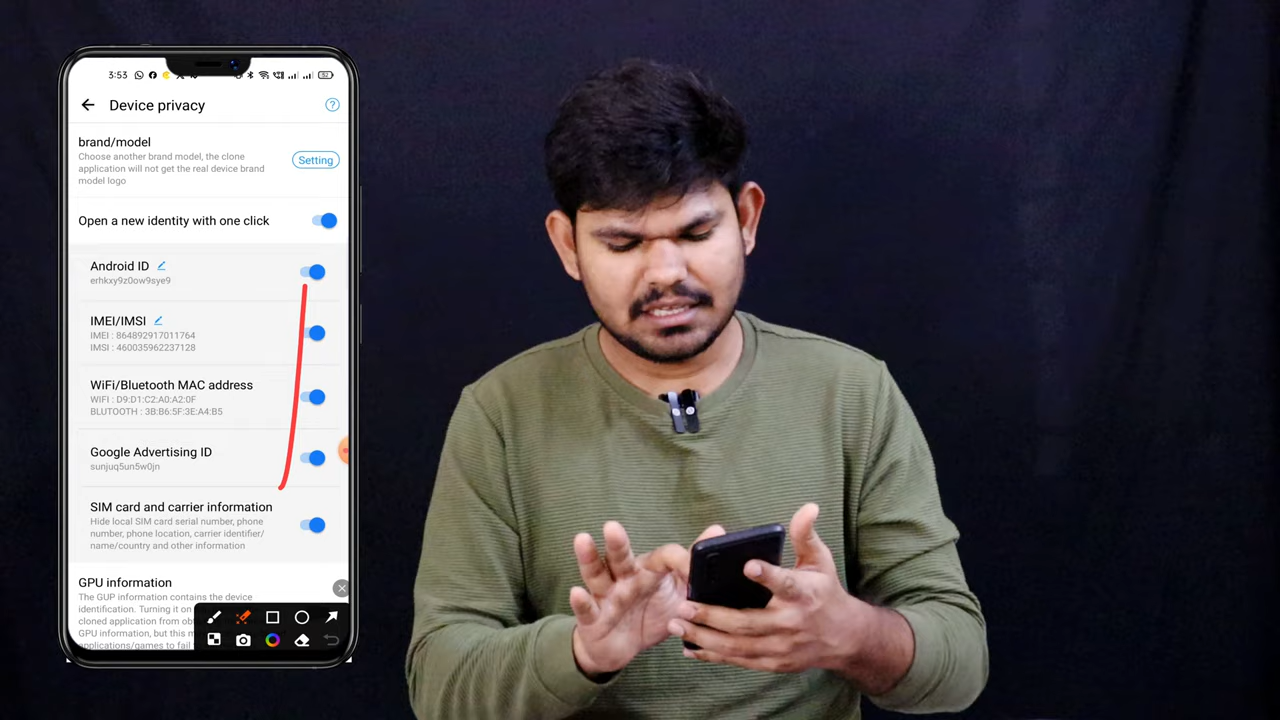 3:53
Device privacy
?
brand/model
Choose another brand model, the clone
application will not get the real device brand
model logo
Setting
Open a new identity with one click
Android ID
erhkxy9z0ow9sye9
IMEI/IMSI
IMEI : 864892917011764
IMSI : 460035962237128
WiFi/Bluetooth MAC address
WIFI : D9:D1:C2:A0:A2:0F
BLUTOOTH : 3B:B6:5F:3E:A4:B5
Google Advertising ID
sunjuq5un5w0jn
SIM card and carrier information
Hide local SIM card serial number, phone
number, phone location, carrier identifier/
name/country and other information
GPU information
The GUP information contains the device
identification. Turning it on
cloned application from
GPU information, but this
applications/games to fail